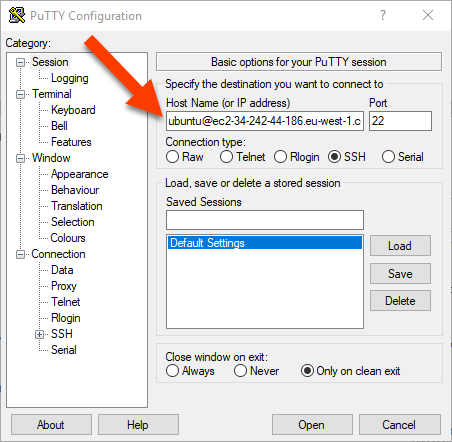 PuTTY Configuration
?
Category:
Session
Logging
Terminal
Keyboard
Bell
Features
Window
Appearance
Behaviour
Translation
Selection
Colours
Connection
Data
Proxy
Telnet
Rlogin
SSH
Serial
Basic options for your PuTTY session
Specify the destination you want to connect to
Host Name (or IP address) Port
ubuntu@ec2-34-242-44-186.eu-west-1.c 22
Connection type:
Raw Telnet Rlogin SSH Serial
Load, save or delete a stored session
Saved Sessions
Default Settings
Load
Save
Delete
Close window on exit:
Always Never Only on clean exit
About Help Open Cancel